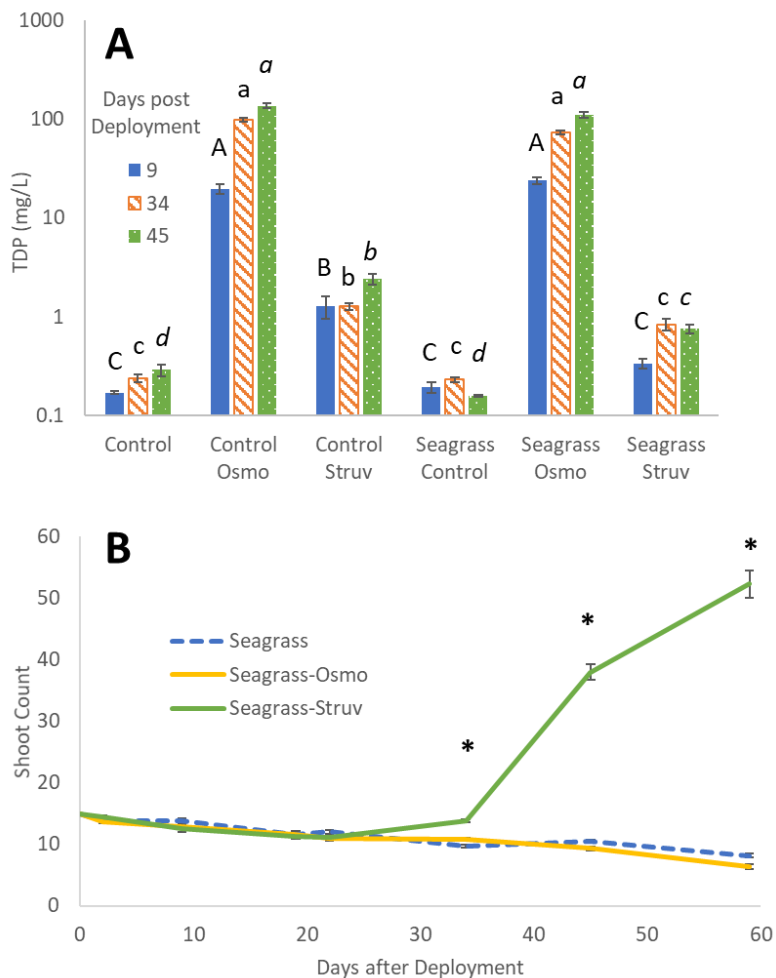 A
1000
100
10
1
0.1
TDP (mg/L)
Days post
Deployment
9
34
45
C c d
A a a
B b b
C c d
A a a
C c c
Control
Control
Osmo
Control
Struv
Seagrass
Control
Seagrass
Osmo
Seagrass
Struv
B
60
50
40
30
20
10
0
Shoot Count
Seagrass
Seagrass-Osmo
Seagrass-Struv
*
*
*
0 10 20 30 40 50 60
Days after Deployment